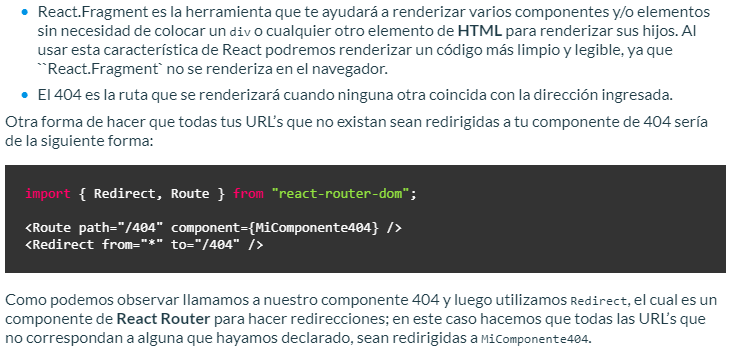 • React.Fragment es la herramienta que te ayudará a renderizar varios componentes y/o elementos
sin necesidad de colocar un div o cualquier otro elemento de HTML para renderizar sus hijos. Al
usar esta característica de React podremos renderizar un código más limpio y legible, ya que
``React.Fragment` no se renderiza en el navegador.
• El 404 es la ruta que se renderizará cuando ninguna otra coincida con la dirección ingresada.
Otra forma de hacer que todas tus URL’s que no existan sean redirigidas a tu componente de 404 sería
de la siguiente forma:
import { Redirect, Route } from "react-router-dom";
<Route path="/404" component={MiComponente404} />
<Redirect from="*" to="/404" />
Como podemos observar llamamos a nuestro componente 404 y luego utilizamos Redirect, el cual es un
componente de React Router para hacer redirecciones; en este caso hacemos que todas las URL’s que
no correspondan a alguna que hayamos declarado, sean redirigidas a MiComponente404.